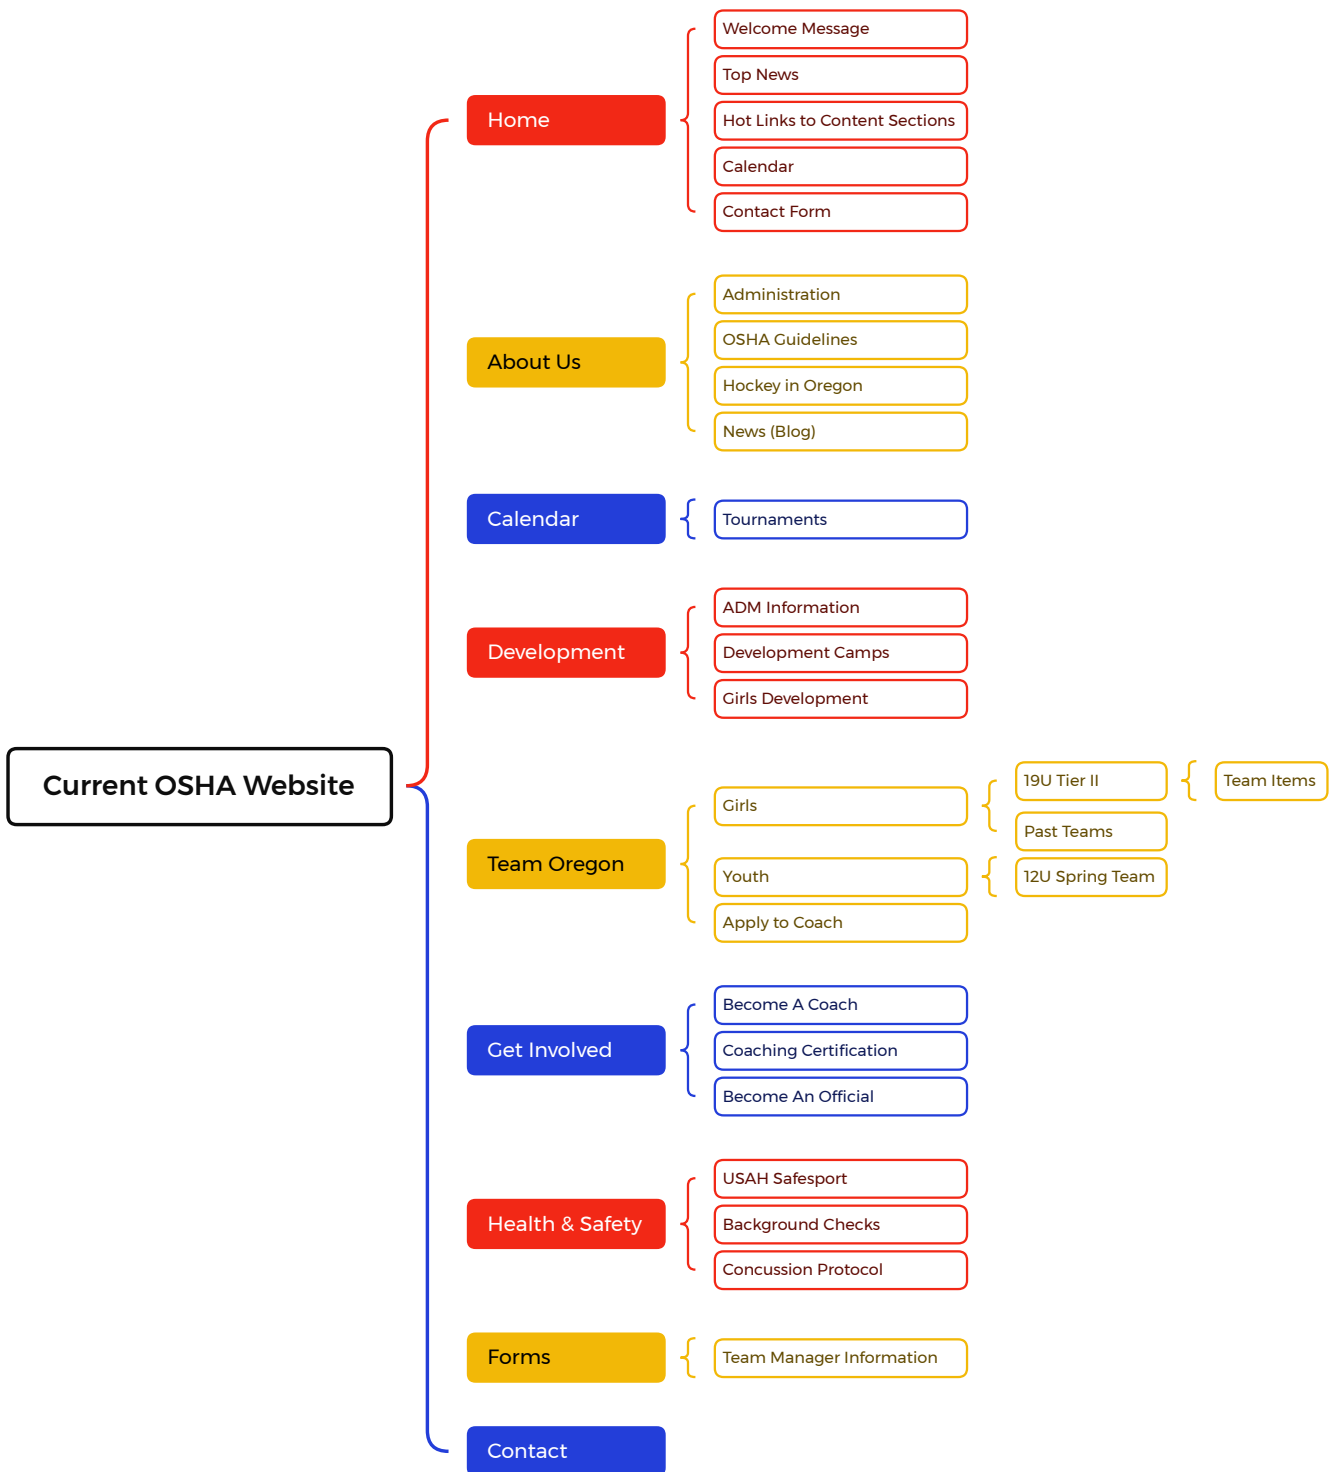 Current OSHA Website
Home
Welcome Message
Top News
Hot Links to Content Sections
Calendar
Contact Form
About Us
Administration
OSHA Guidelines
Hockey in Oregon
News (Blog)
Calendar
Tournaments
Development
ADM Information
Development Camps
Girls Development
Team Oregon
Girls
19U Tier II
Team Items
Past Teams
Youth
12U Spring Team
Apply to Coach
Get Involved
Become A Coach
Coaching Certification
Become An Official
Health & Safety
USAH Safesport
Background Checks
Concussion Protocol
Forms
Team Manager Information
Contact